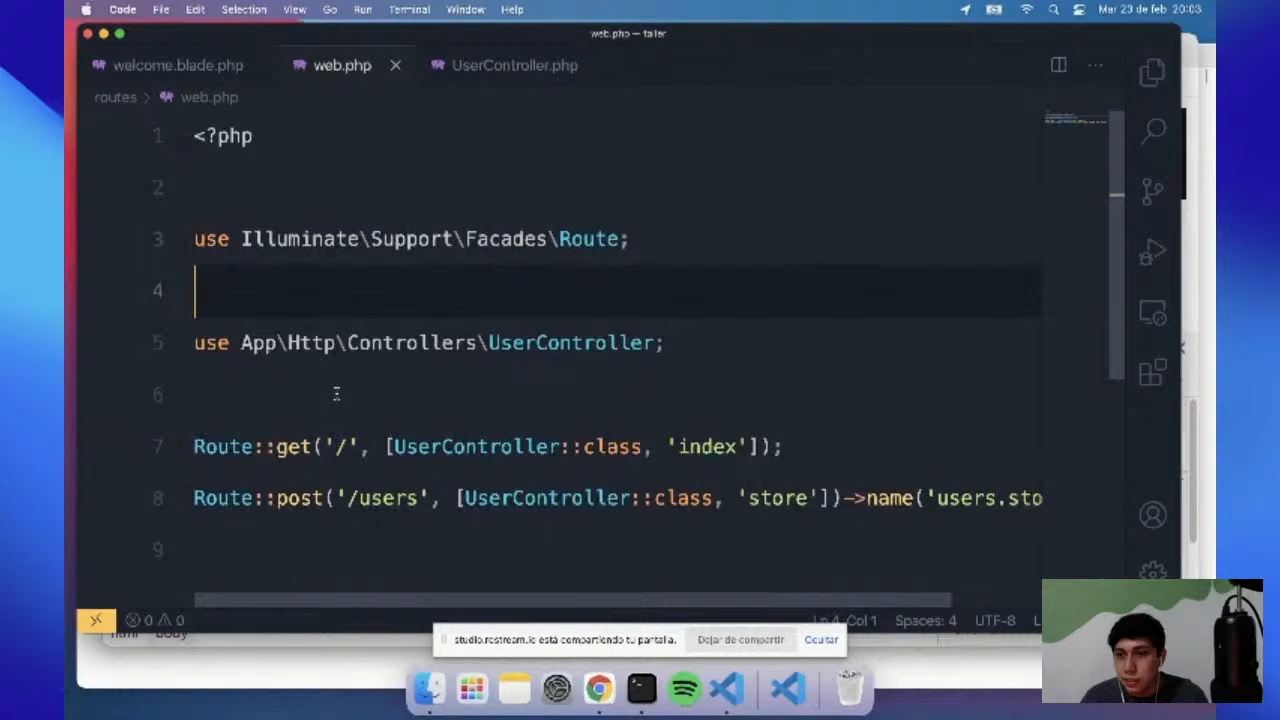 Code File Edit Selection View Go Run Terminal Window Help
Mar 23 de feb 20:03
web.php — taller
welcome.blade.php web.php UserController.php
routes > web.php
1 <?php
2
3 use Illuminate\Support\Facades\Route;
4
5 use App\Http\Controllers\UserController;
6
7 Route::get('/', [UserController::class, 'index']);
8 Route::post('/users', [UserController::class, 'store'])->name('users.sto
9
0 0 Ln 4, Col 1 Spaces: 4 UTF-8 L
html body
studio.restream.io está compartiendo tu pantalla. Dejar de compartir Ocultar